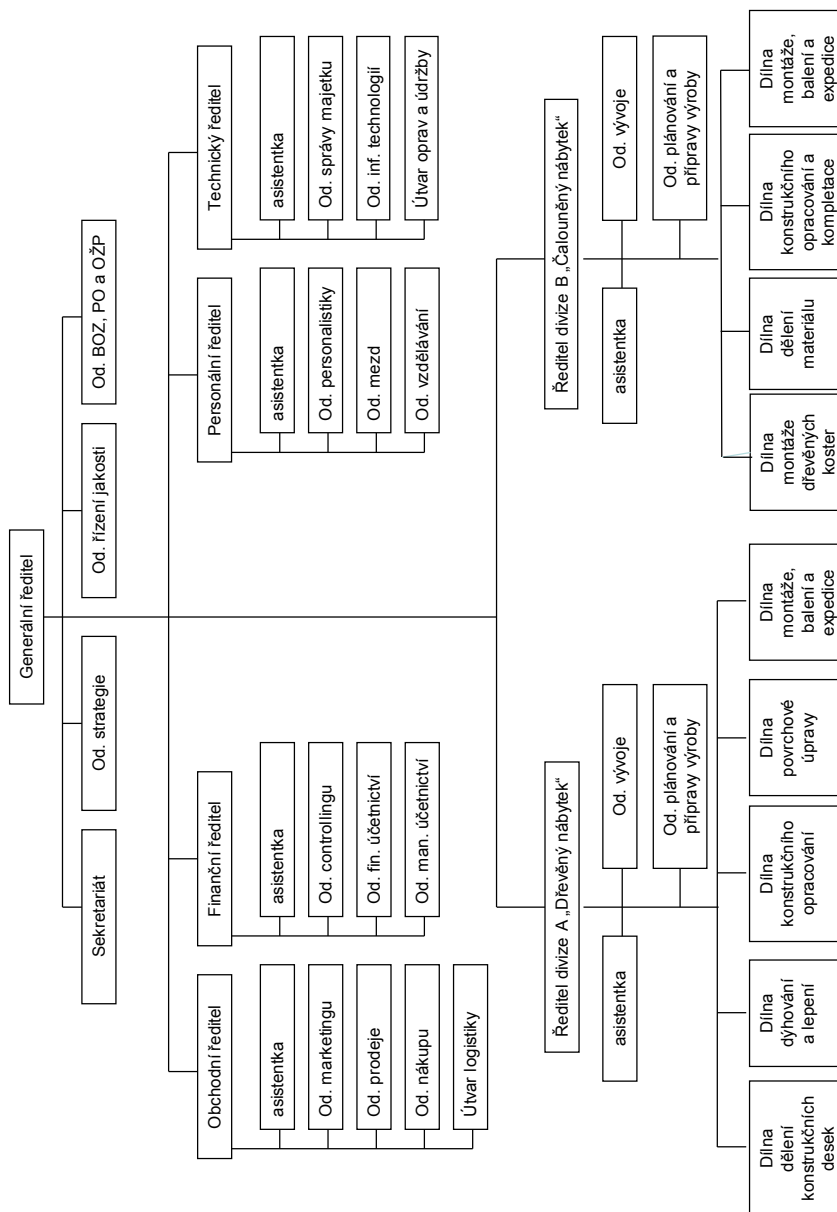 Generální ředitel
Sekretariát
Od. strategie
Od. řízení jakosti
Od. BOZ, PO a OŽP
Obchodní ředitel
asistentka
Od. marketingu
Od. prodeje
Od. nákupu
Útvar logistiky
Finanční ředitel
asistentka
Od. controllingu
Od. fin. účetnictví
Od. man. účetnictví
Personální ředitel
asistentka
Od. personalistiky
Od. mezd
Od. vzdělávání
Technický ředitel
asistentka
Od. správy majetku
Od. inf. technologií
Útvar oprav a údržby
Ředitel divize A „Dřevěný nábytek“
asistentka
Od. vývoje
Od. plánování a
přípravy výroby
Dílna
dělení
konstrukčních
desek
Dílna
dýhování
a lepení
Dílna
konstrukčního
opracování
Dílna
povrchové
úpravy
Dílna
montáže,
balení a
expedice
Ředitel divize B „Čalouněný nábytek“
asistentka
Od. vývoje
Od. plánování a
přípravy výroby
Dílna
montáže
dřevěných
koster
Dílna
dělení
materiálu
Dílna
konstrukčního
opracování a
kompletace
Dílna
montáže,
balení a
expedice